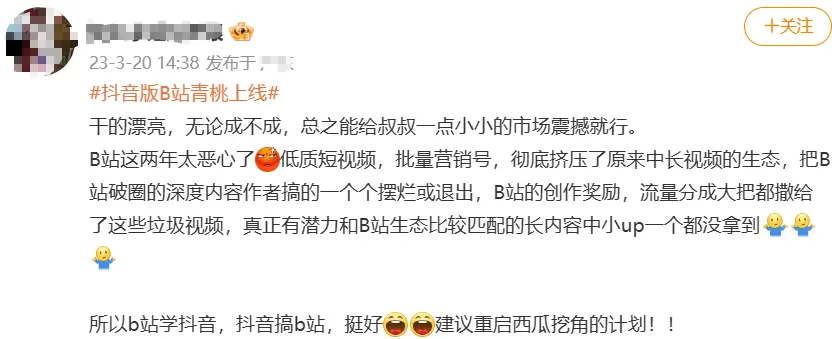 +关注
23-3-20 14:38 发布于
#抖音版B站青桃上线#
干的漂亮，无论成不成，总之能给叔叔一点小小的市场震撼就行。
B站这两年太恶心了低质短视频，批量营销号，彻底挤压了原来中长视频的生态，把B
站破圈的深度内容作者搞的一个个摆烂或退出，B站的创作奖励，流量分成大把都撒给
了这些垃圾视频，真正有潜力和B站生态比较匹配的长内容中小up一个都没拿到
所以b站学抖音，抖音搞b站，挺好建议重启西瓜挖角的计划！！